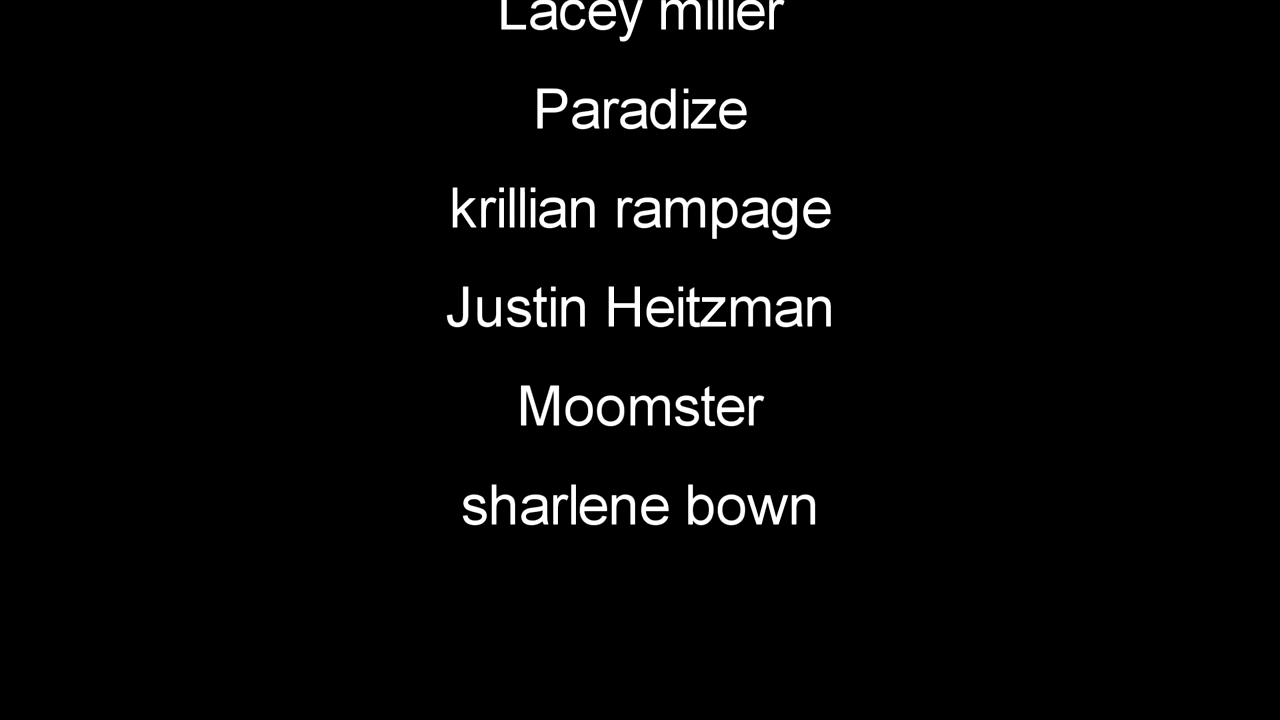 Lacey miller
Paradize
krillian rampage
Justin Heitzman
Moomster
sharlene bown